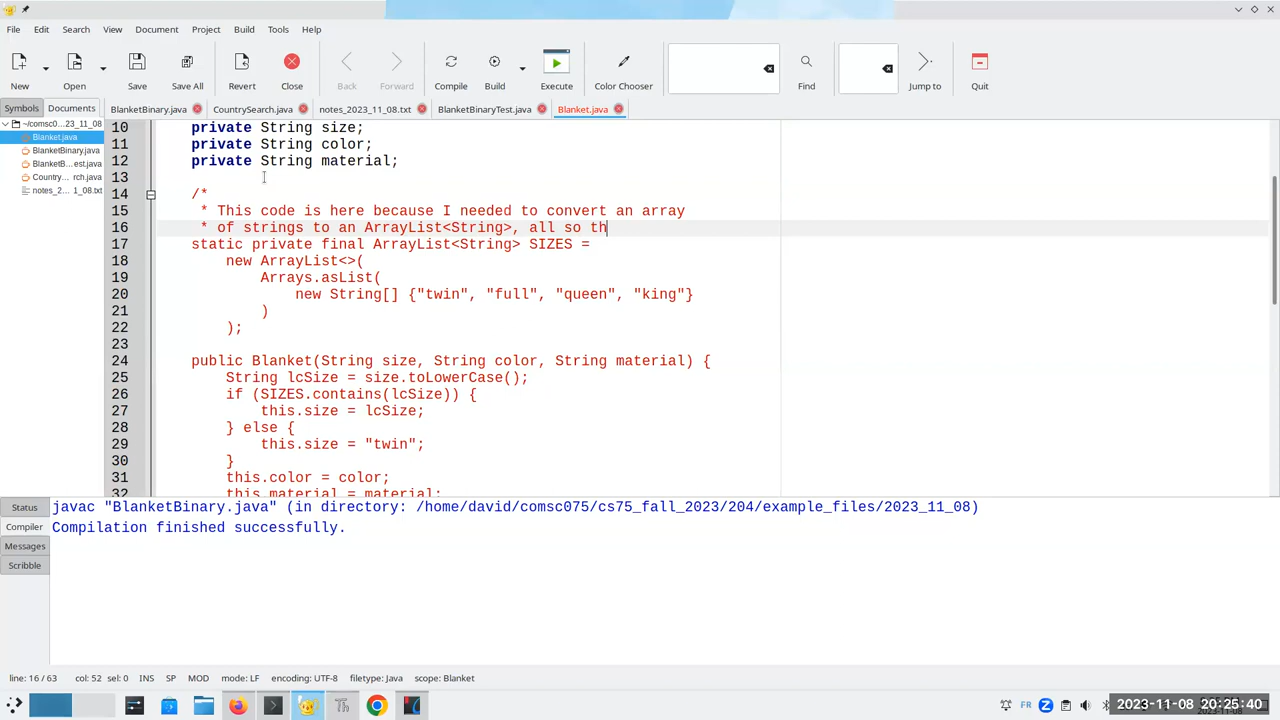 File Edit Search View Document Project Build Tools Help
New Open Save Save All Revert Close Back Forward Compile Build Execute Color Chooser Find Jump to Quit
Symbols Documents BlanketBinary.java CountrySearch.java notes_2023_11_08.txt BlanketBinaryTest.java Blanket.java
~/comsc0...23_11_08
Blanket.java
BlanketBinary.java
BlanketB...est.java
Country...rch.java
notes_2...1_08.txt
10 private String size;
11 private String color;
12 private String material;
13
14 /*
15 * This code is here because I needed to convert an array
16 * of strings to an ArrayList<String>, all so th
17 static private final ArrayList<String> SIZES =
18 new ArrayList<>(
19 Arrays.asList(
20 new String[] {"twin", "full", "queen", "king"}
21 )
22 );
23
24 public Blanket(String size, String color, String material) {
25 String lcSize = size.toLowerCase();
26 if (SIZES.contains(lcSize)) {
27 this.size = lcSize;
28 } else {
29 this.size = "twin";
30 }
31 this.color = color;
32 this.material = material;
Status
Compiler
Messages
Scribble
javac "BlanketBinary.java" (in directory: /home/david/comsc075/cs75_fall_2023/204/example_files/2023_11_08)
Compilation finished successfully.
line: 16 / 63 col: 52 sel: 0 INS SP MOD mode: LF encoding: UTF-8 filetype: Java scope: Blanket
FR 2023-11-08 20:25:40